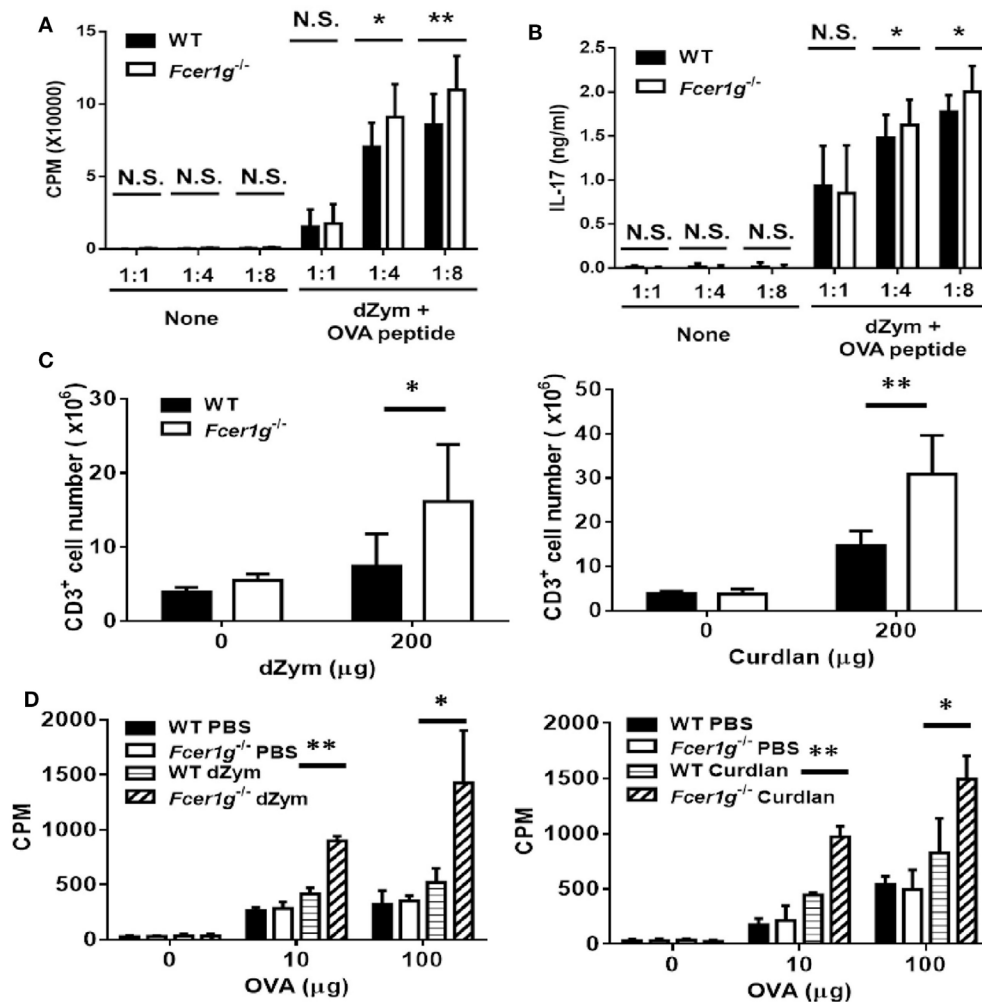 A
N.S. * **
WT
Fcer1g-/-
CPM (X10000)
15
10
5
0
N.S. N.S. N.S.
1:1 1:4 1:8 1:1 1:4 1:8
None
dZym +
OVA peptide
B
N.S. * *
WT
Fcer1g-/-
IL-17 (ng/ml)
2.5
2.0
1.5
1.0
0.5
0.0
N.S. N.S. N.S.
1:1 1:4 1:8 1:1 1:4 1:8
None
dZym +
OVA peptide
C
WT
Fcer1g-/-
*
CD3+ cell number ( x10^6)
30
20
10
0
0 200
dZym (μg)
**
CD3+ cell number ( x10^6)
50
40
30
20
10
0
0 200
Curdlan (μg)
D
WT PBS
Fcer1g-/- PBS
WT dZym
Fcer1g-/- dZym
** *
CPM
2000
1500
1000
500
0
0 10 100
OVA (μg)
WT PBS
Fcer1g-/- PBS
WT Curdlan
Fcer1g-/- Curdlan
** *
CPM
2000
1500
1000
500
0
0 10 100
OVA (μg)